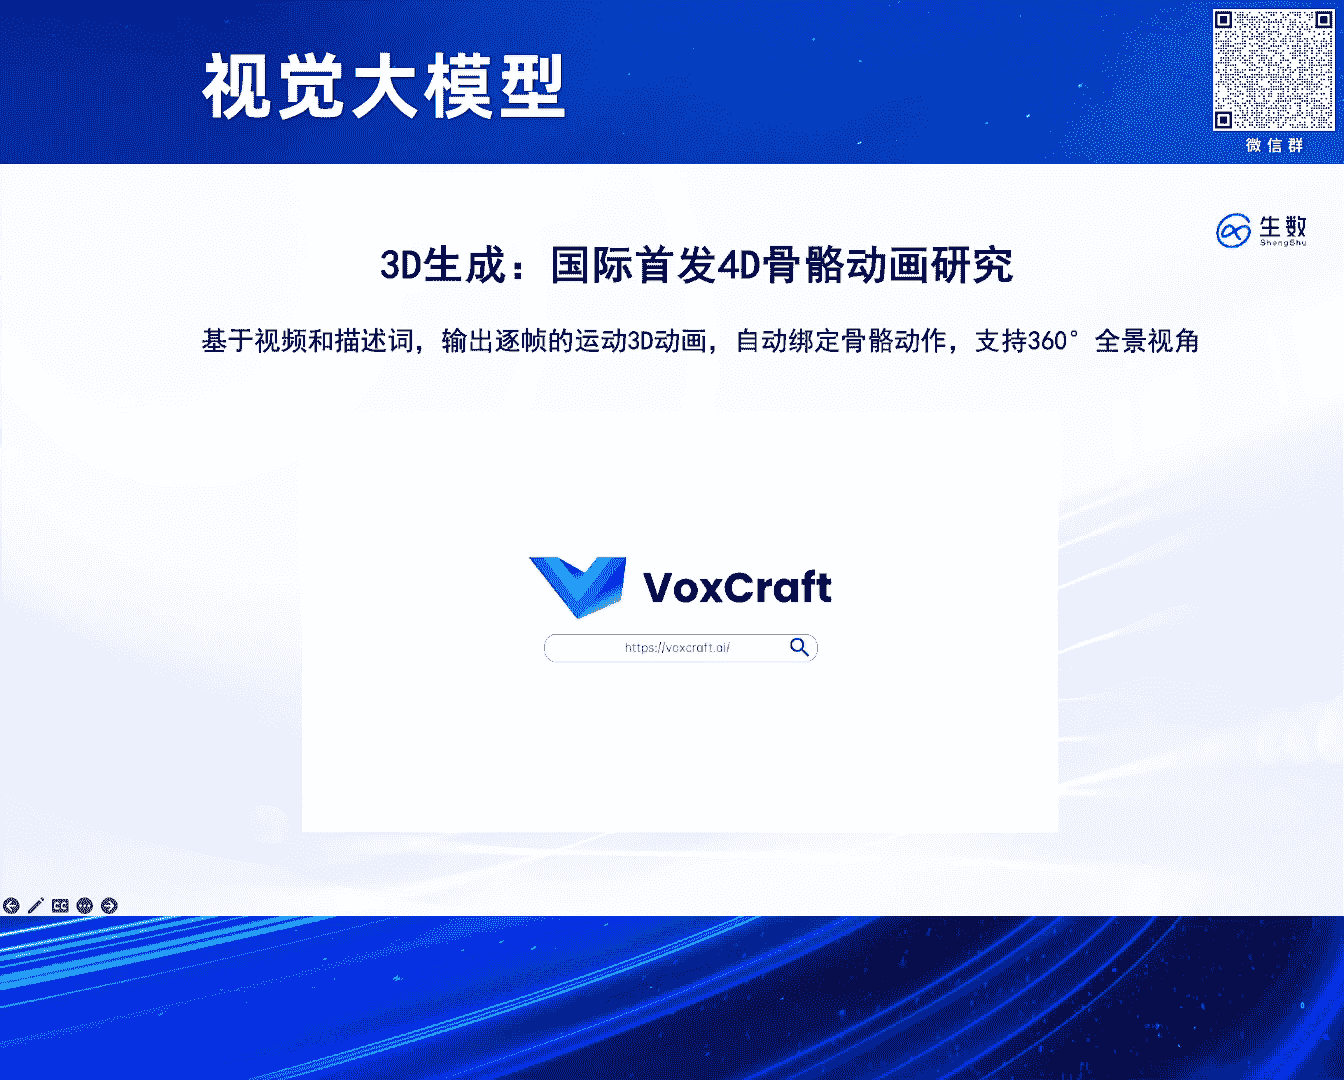 视觉大模型
微信群
生数
ShengShu
3D生成：国际首发4D骨骼动画研究
基于视频和描述词，输出逐帧的运动3D动画，自动绑定骨骼动作，支持360°全景视角
VoxCraft
https://voxcraft.ai/